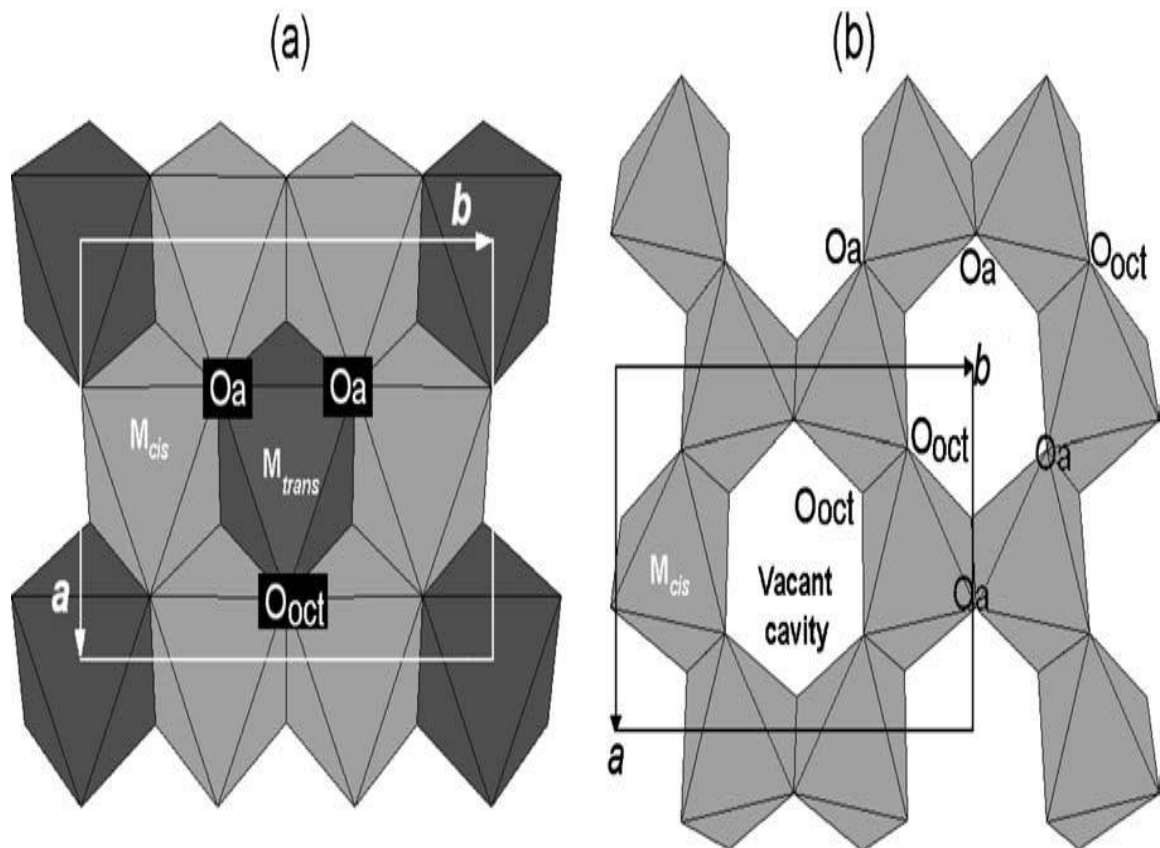 (a)
b
Oa Oa
Mcis
Mtrans
a
Ooct
(b)
Oa
Oa
Ooct
b
Ooct
Oa
Ooct
Mcis
Vacant
cavity
Oa
a